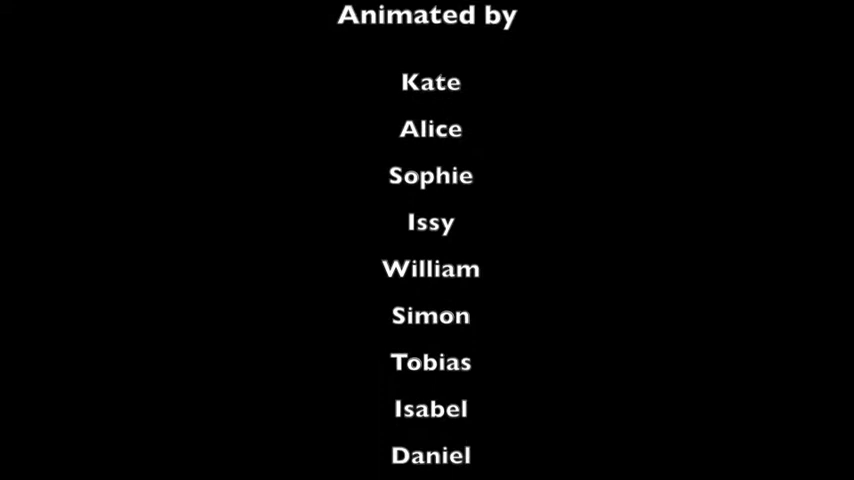 Animated by
Kate
Alice
Sophie
Issy
William
Simon
Tobias
Isabel
Daniel